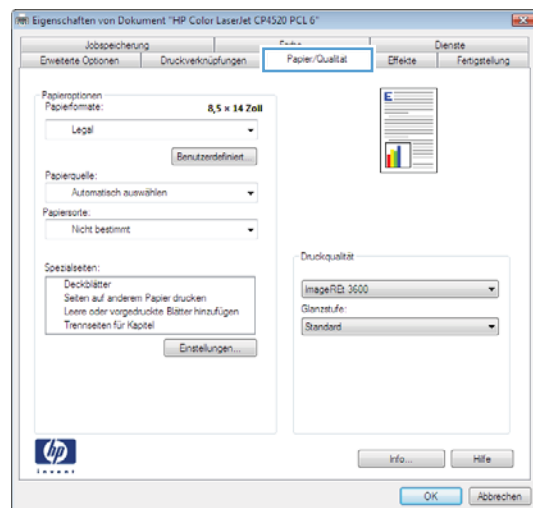 Eigenschaften von Dokument "HP Color LaserJet CP4520 PCL 6"
Jobspeicherung
Farbe
Dienste
Erweiterte Optionen
Druckverknüpfungen
Papier/Qualität
Effekte
Fertigstellung
Papieroptionen
Papierformate:
8,5 × 14 Zoll
Legal
Benutzerdefiniert...
Papierquelle:
Automatisch auswählen
Papiersorte:
Nicht bestimmt
Spezialseiten:
Deckblätter
Seiten auf anderem Papier drucken
Leere oder vorgedruckte Blätter hinzufügen
Trennseiten für Kapitel
Einstellungen...
E
Druckqualität
ImageREt 3600
Glanzstufe:
Standard
hp
invent
Info...
Hilfe
OK
Abbrechen